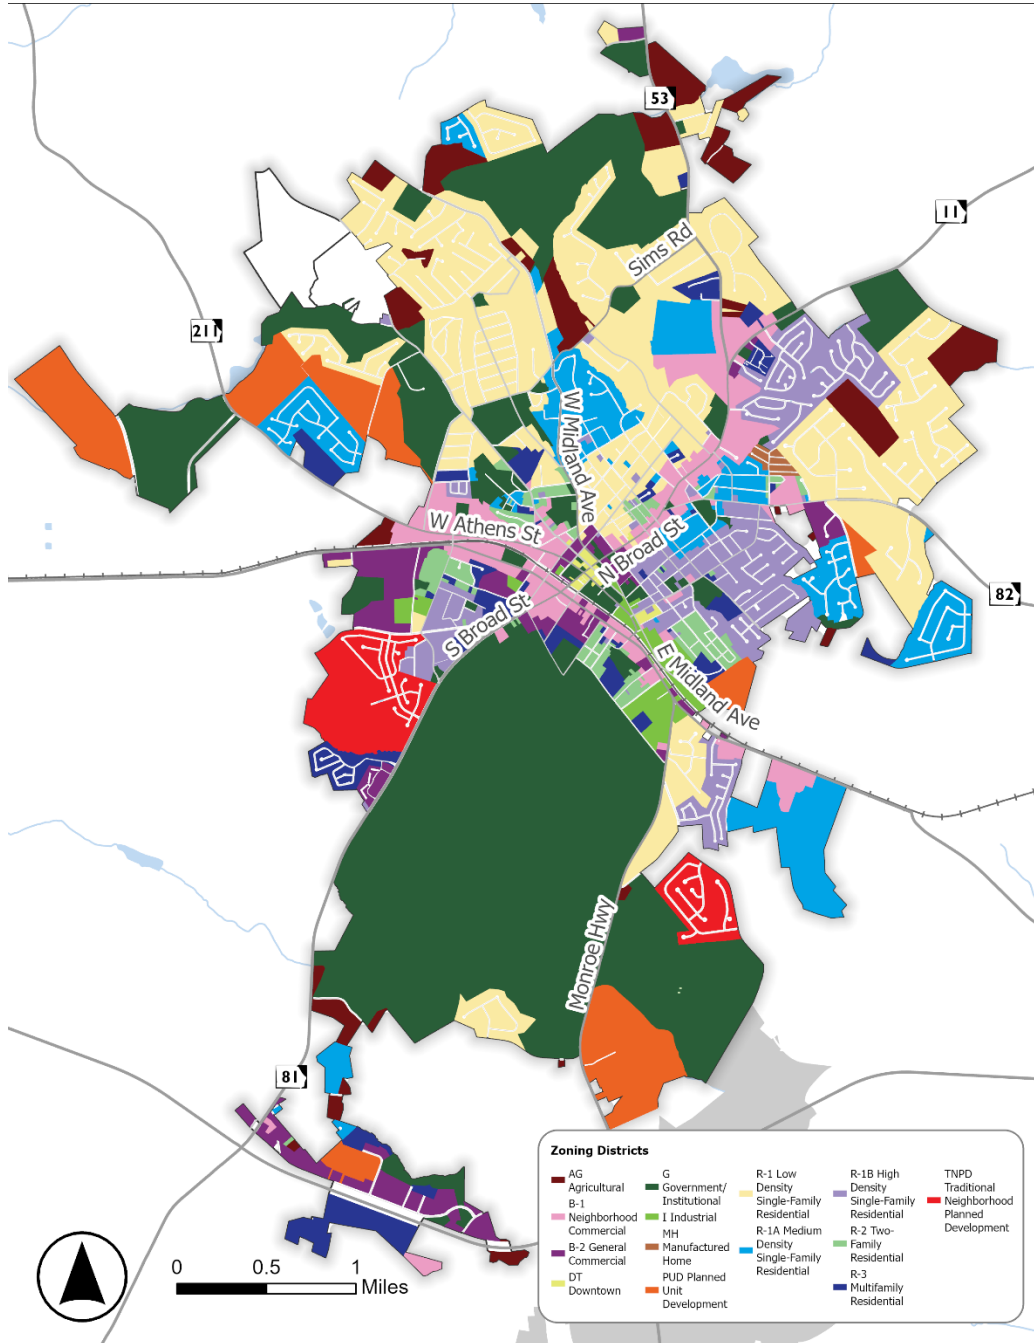 53
11
Sims Rd
211
W Midland Ave
W Athens St
N Broad St
82
S Broad St
E Midland Ave
Monroe Hwy
81
0 0.5 1
Miles
Zoning Districts
AG
Agricultural
B-1
Neighborhood
Commercial
B-2 General
Commercial
DT
Downtown
G
Government/
Institutional
I Industrial
MH
Manufactured
Home
PUD Planned
Unit
Development
R-1 Low
Density
Single-Family
Residential
R-1A Medium
Density
Single-Family
Residential
R-1B High
Density
Single-Family
Residential
R-2 Two-
Family
Residential
R-3
Multifamily
Residential
TNPD
Traditional
Neighborhood
Planned
Development